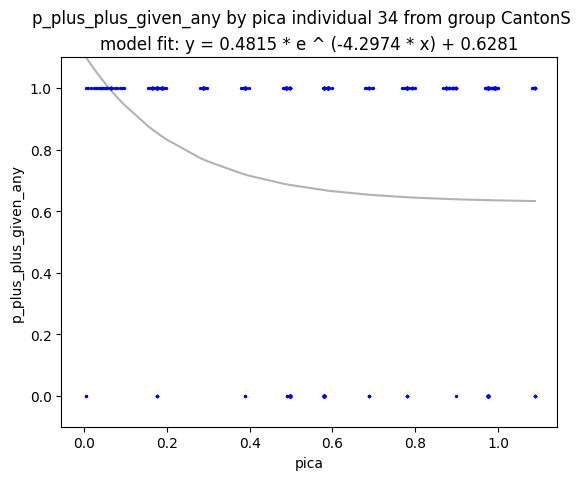 p_plus_plus_given_any by pica individual 34 from group CantonS
model fit: y = 0.4815 * e ^ (-4.2974 * x) + 0.6281
1.0
0.8
0.6
0.4
0.2
0.0
p_plus_plus_given_any
0.0 0.2 0.4 0.6 0.8 1.0
pica